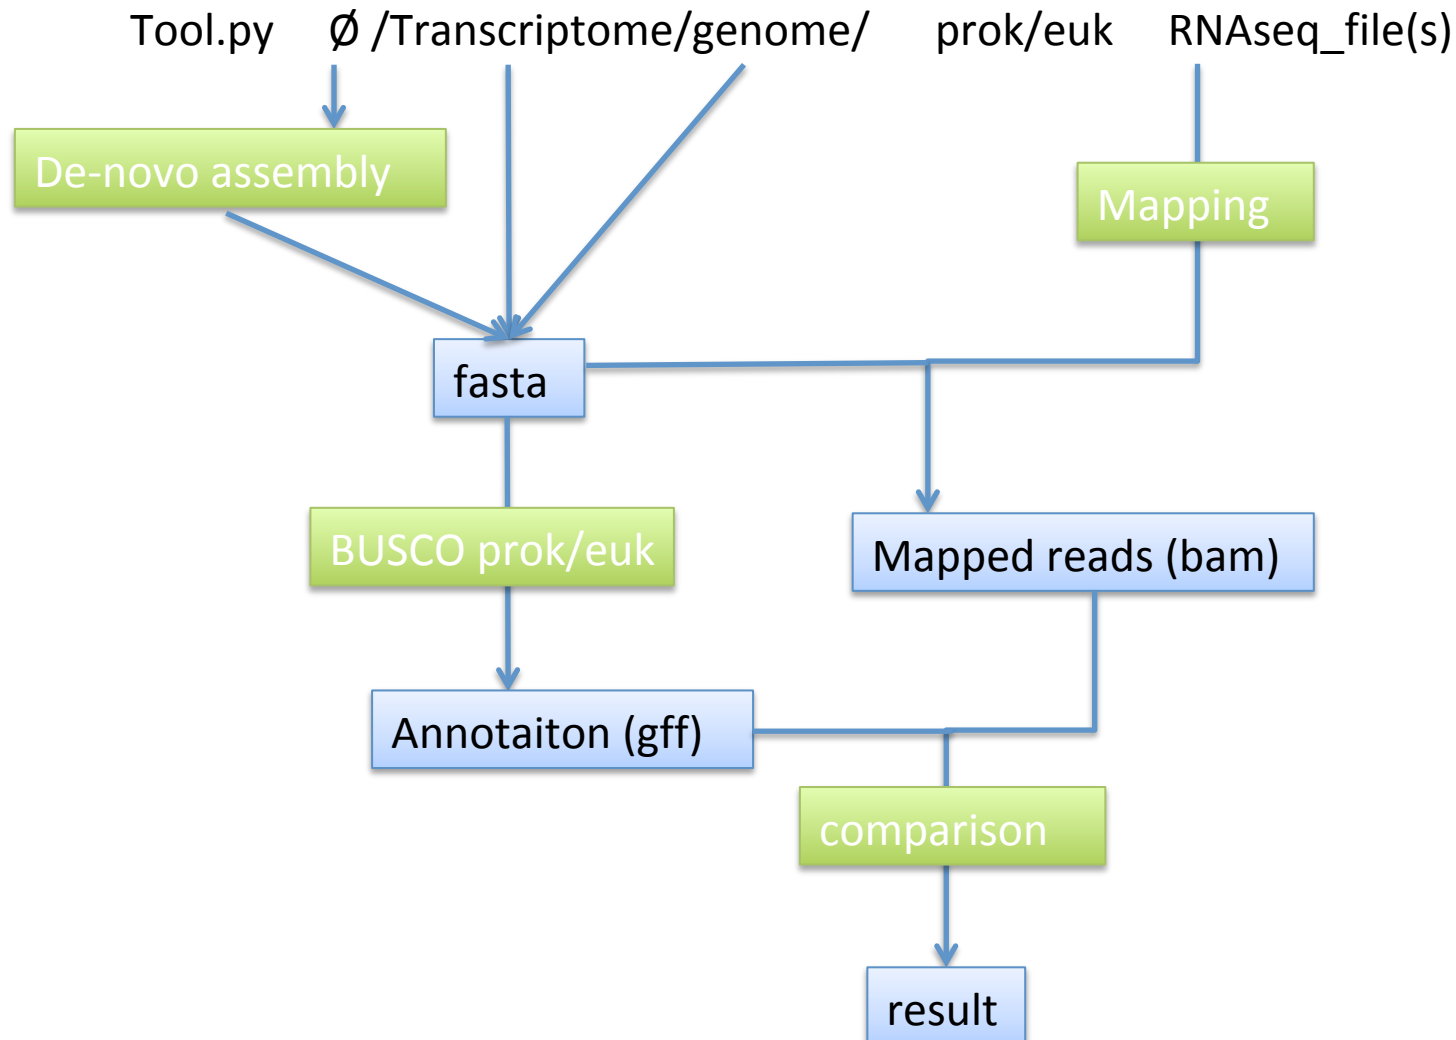 Tool.py Ø /Transcriptome/genome/ prok/euk RNAseq_file(s)
De-novo assembly
Mapping
fasta
BUSCO prok/euk
Mapped reads (bam)
Annotaiton (gff)
comparison
result